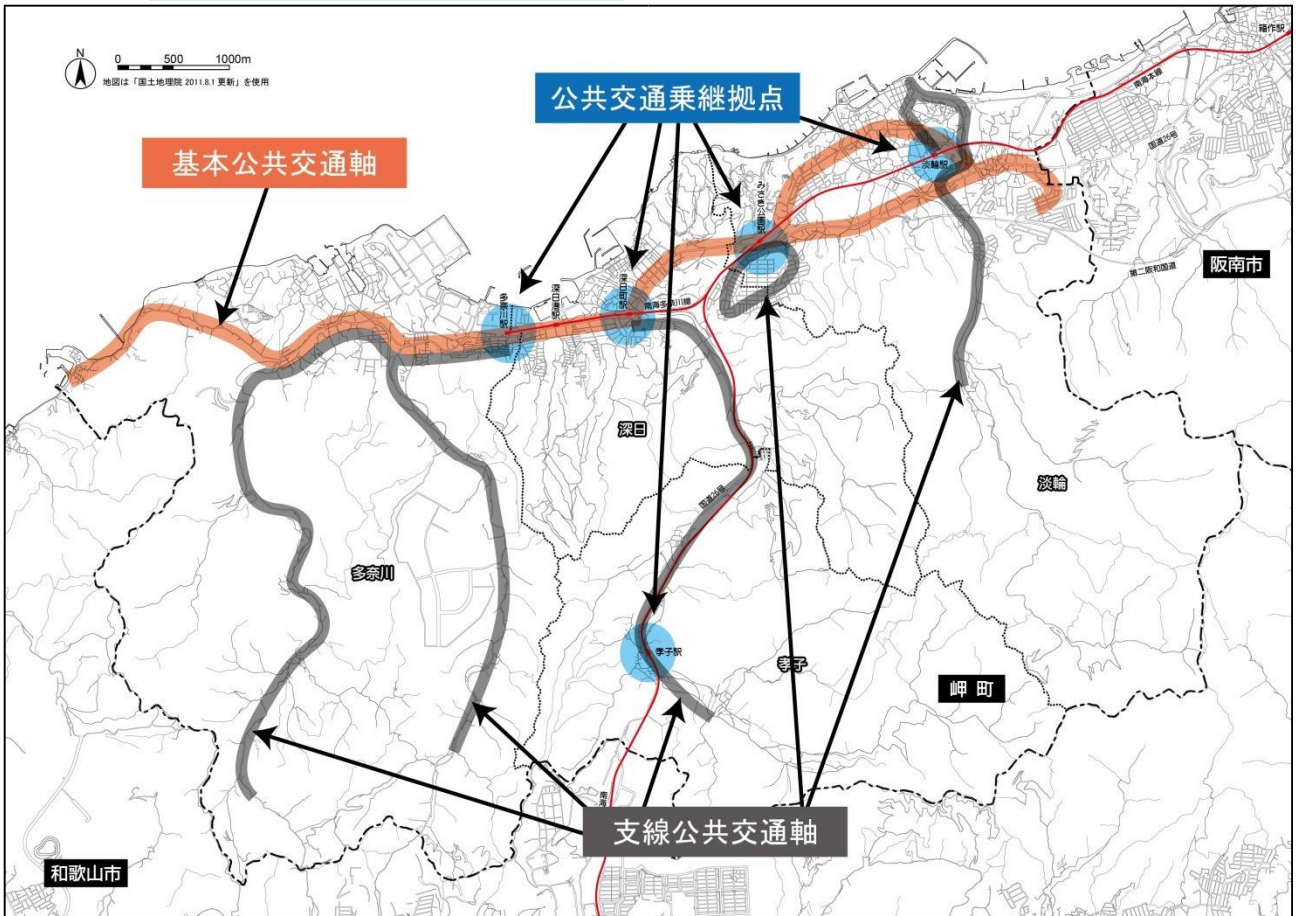 N
0 500 1000m
地図は「国土地理院 2011.8.1 更新」を使用
公共交通乗継拠点
基本公共交通軸
箱作駅
南海本線
国道26号
淡輪駅
みさき公園駅
阪南市
第二阪和国道
深日町駅
深日港駅
多奈川駅
南海多奈川線
深日
淡輪
国道26号
多奈川
孝子駅
孝子
岬町
支線公共交通軸
南海
和歌山市